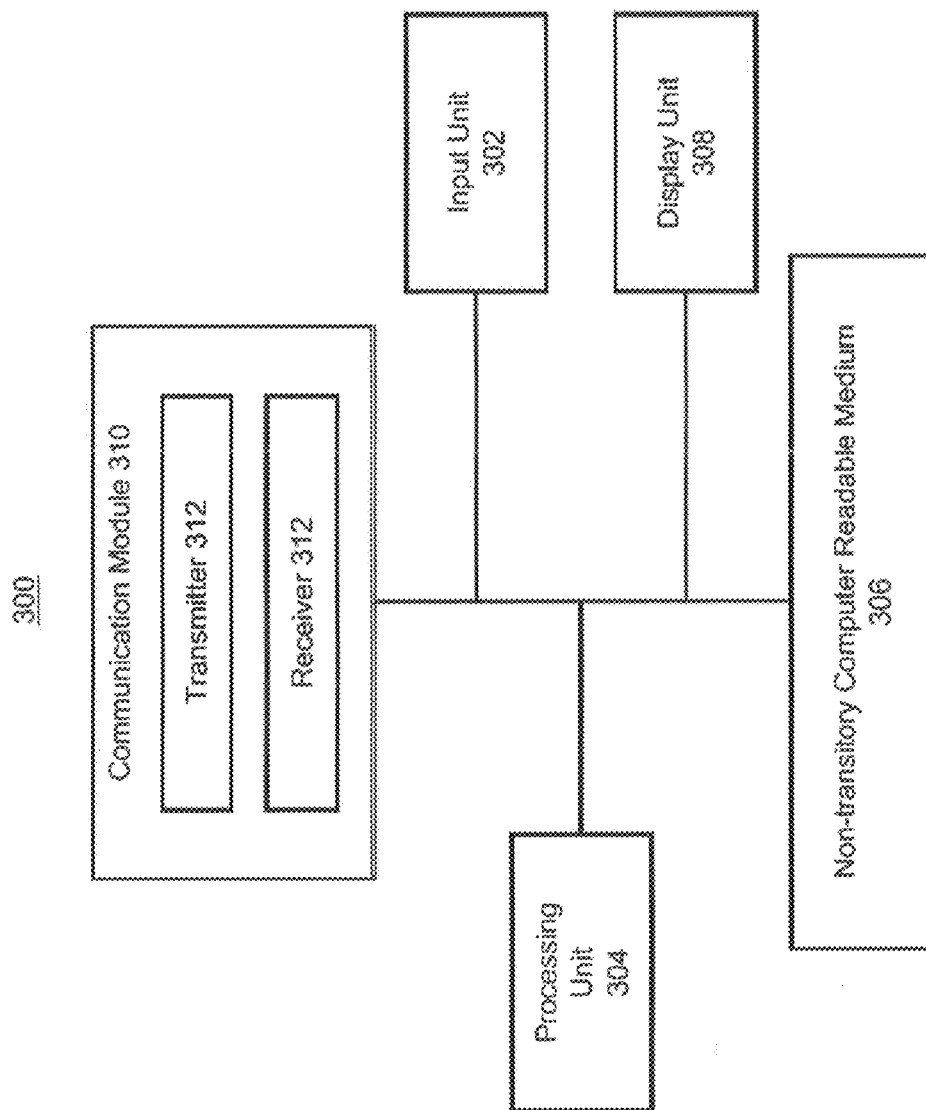 300
Communication Module 310
Transmitter 312
Receiver 312
Input Unit
302
Processing
Unit
304
Display Unit
308
Non-transitory Computer Readable Medium
306